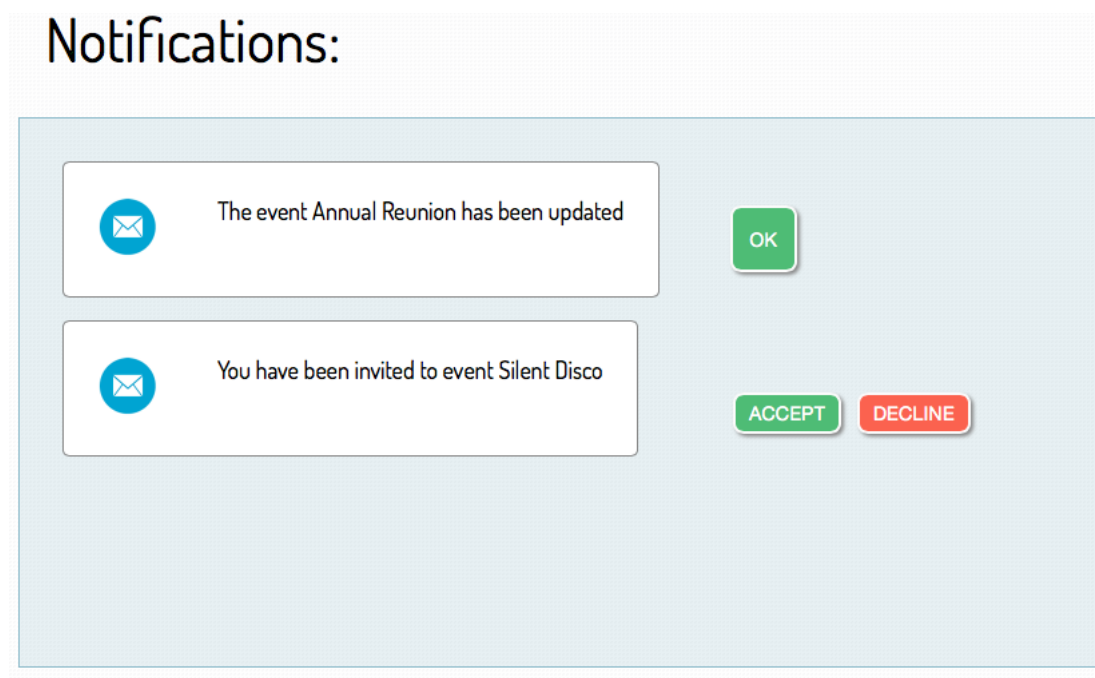 Notifications:
The event Annual Reunion has been updated
OK
You have been invited to event Silent Disco
ACCEPT DECLINE